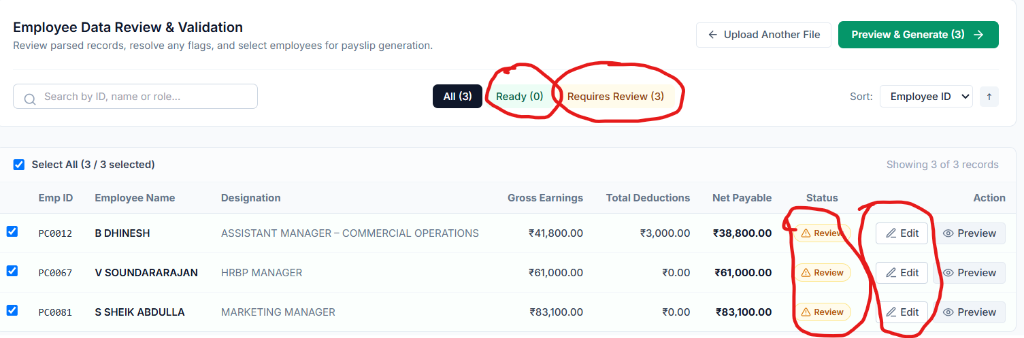 Employee Data Review & Validation
Review parsed records, resolve any flags, and select employees for payslip generation.
← Upload Another File
Preview & Generate (3) →
Search by ID, name or role...
All (3) Ready (0) Requires Review (3)
Sort: Employee ID ↑
Select All (3 / 3 selected)
Showing 3 of 3 records
Emp ID Employee Name Designation Gross Earnings Total Deductions Net Payable Status Action
PC0012 B DHINESH ASSISTANT MANAGER – COMMERCIAL OPERATIONS ₹41,800.00 ₹3,000.00 ₹38,800.00 Review Edit Preview
PC0067 V SOUNDARARAJAN HRBP MANAGER ₹61,000.00 ₹0.00 ₹61,000.00 Review Edit Preview
PC0081 S SHEIK ABDULLA MARKETING MANAGER ₹83,100.00 ₹0.00 ₹83,100.00 Review Edit Preview